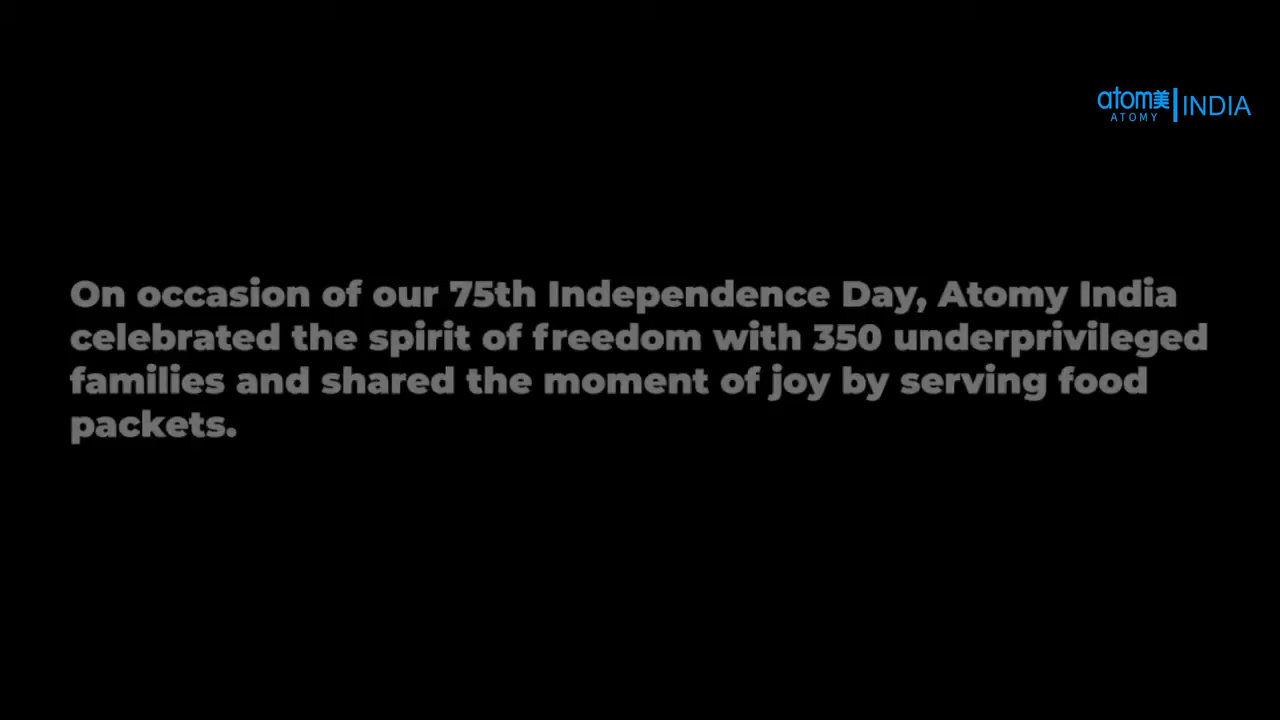 atom美 | INDIA
ATOMY
On occasion of our 75th Independence Day, Atomy India
celebrated the spirit of freedom with 350 underprivileged
families and shared the moment of joy by serving food
packets.